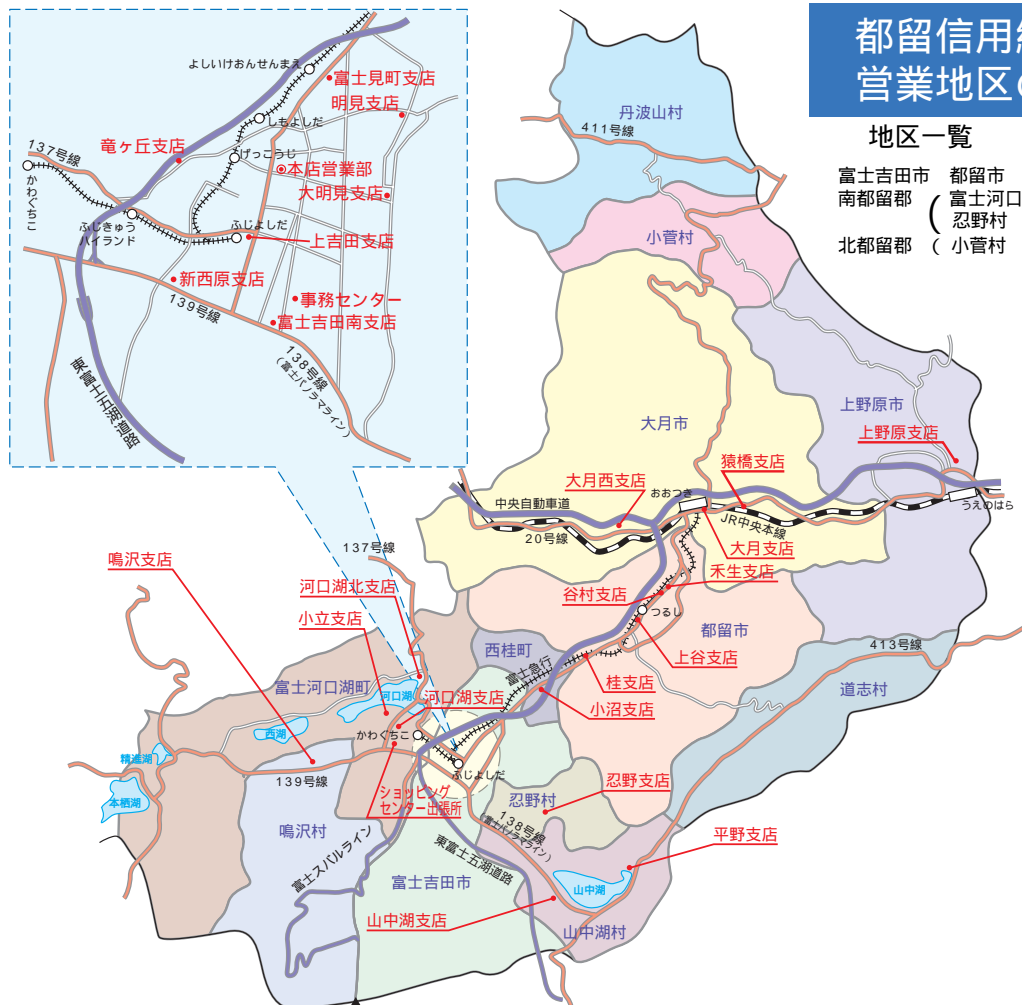 都留信用
営業地区
地区一覧
富士吉田市 都留市
南都留郡 ( 富士河口
忍野村
北都留郡 ( 小菅村
よしいけおんせんまえ
富士見町支店
明見支店
しもよしだ
竜ヶ丘支店
げっこうじ
137号線
本店営業部
大明見支店
かわぐちこ
ふじきゅう
ハイランド
ふじよしだ
上吉田支店
新西原支店
139号線
事務センター
富士吉田南支店
138号線
(富士パノラマライン)
東富士五湖道路
丹波山村
411号線
小菅村
上野原市
大月市
上野原支店
猿橋支店
大月西支店
おおつき
中央自動車道
うえのはら
20号線
JR中央本線
大月支店
137号線
鳴沢支店
禾生支店
河口湖北支店
谷村支店
つるし
小立支店
都留市
西桂町
上谷支店
413号線
富士急行
桂支店
道志村
富士河口湖町
河口湖
河口湖支店
小沼支店
西湖
かわぐちこ
精進湖
ふじよしだ
139号線
本栖湖
ショッピング
センター出張所
忍野村
忍野支店
138号線
(富士パノラマライン)
鳴沢村
平野支店
富士スバルライン
東富士五湖道路
富士吉田市
山中湖
山中湖支店
山中湖村